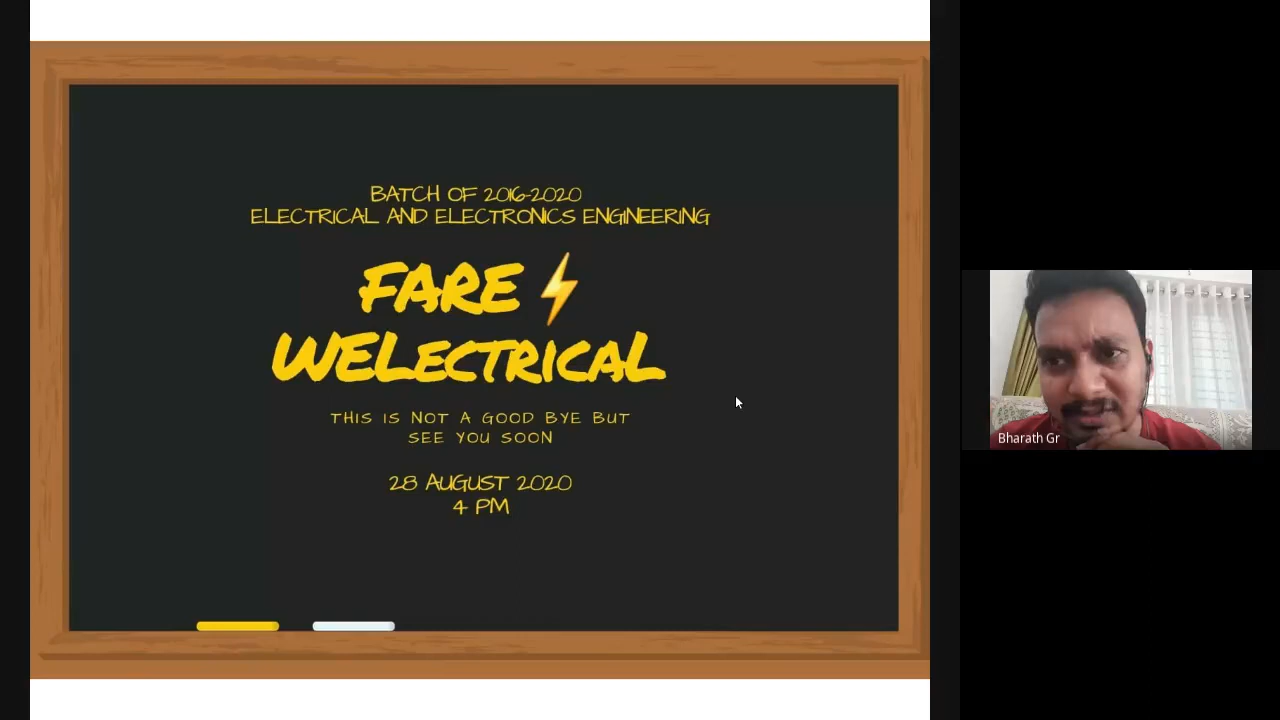 BATCH OF 2016-2020
ELECTRICAL AND ELECTRONICS ENGINEERING
FARE⚡
WELECTRICAL
THIS IS NOT A GOOD BYE BUT
SEE YOU SOON
28 AUGUST 2020
4 PM
Bharath Gr